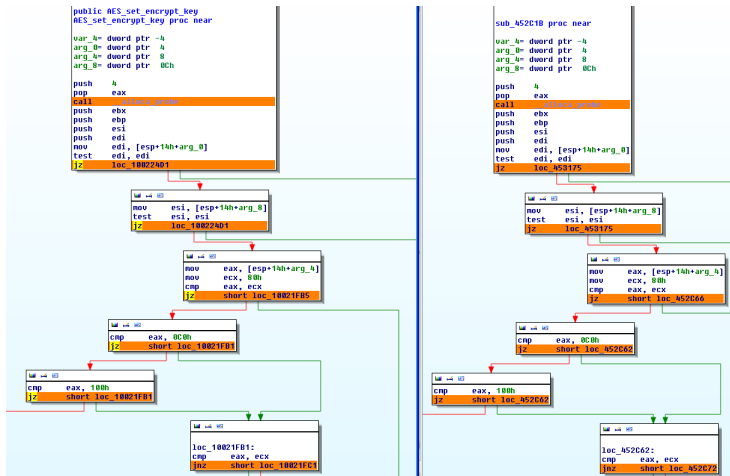 public AES_set_encrypt_key
AES_set_encrypt_key proc near
var_4= dword ptr -4
arg_0= dword ptr 4
arg_4= dword ptr 8
arg_8= dword ptr 0Ch
push 4
pop eax
call
push ebx
push ebp
push esi
push edi
mov edi, [esp+14h+arg_0]
test edi, edi
jz loc_100224D1
mov esi, [esp+14h+arg_8]
test esi, esi
jz loc_100224D1
mov eax, [esp+14h+arg_4]
mov ecx, 80h
cmp eax, ecx
jz short loc_10021FB5
cmp eax, 0C0h
jz short loc_10021FB1
cmp eax, 100h
jz short loc_10021FB1
loc_10021FB1:
cmp eax, ecx
jnz short loc_10021FC1
sub_452C1B proc near
var_4= dword ptr -4
arg_0= dword ptr 4
arg_4= dword ptr 8
arg_8= dword ptr 0Ch
push 4
pop eax
call
push ebx
push ebp
push esi
push edi
mov edi, [esp+14h+arg_0]
test edi, edi
jz loc_453175
mov esi, [esp+14h+arg_8]
test esi, esi
jz loc_453175
mov eax, [esp+14h+arg_4]
mov ecx, 80h
cmp eax, ecx
jz short loc_452C66
cmp eax, 0C0h
jz short loc_452C62
cmp eax, 100h
jz short loc_452C62
loc_452C62:
cmp eax, ecx
jnz short loc_452C72